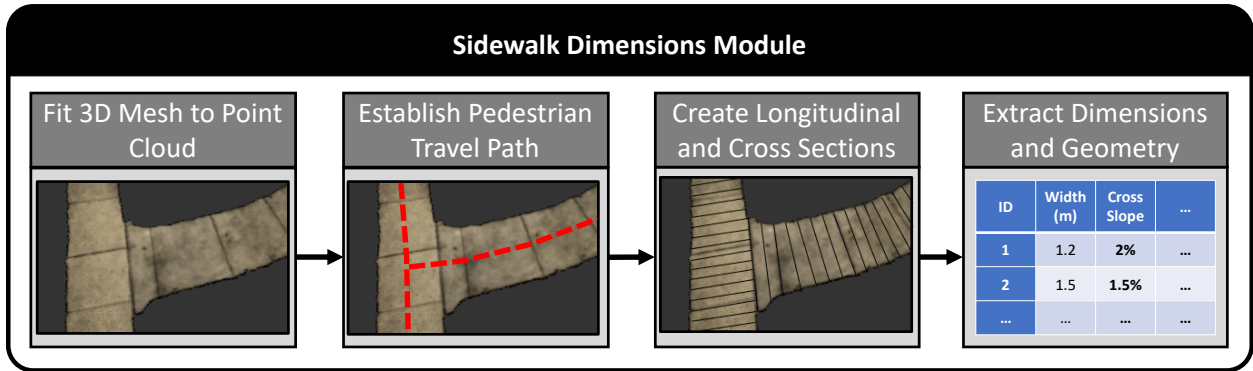 Sidewalk Dimensions Module
Fit 3D Mesh to Point
Cloud
Establish Pedestrian
Travel Path
Create Longitudinal
and Cross Sections
Extract Dimensions
and Geometry
ID Width (m) Cross Slope ...
1 1.2 2% ...
2 1.5 1.5% ...
... ... ... ...